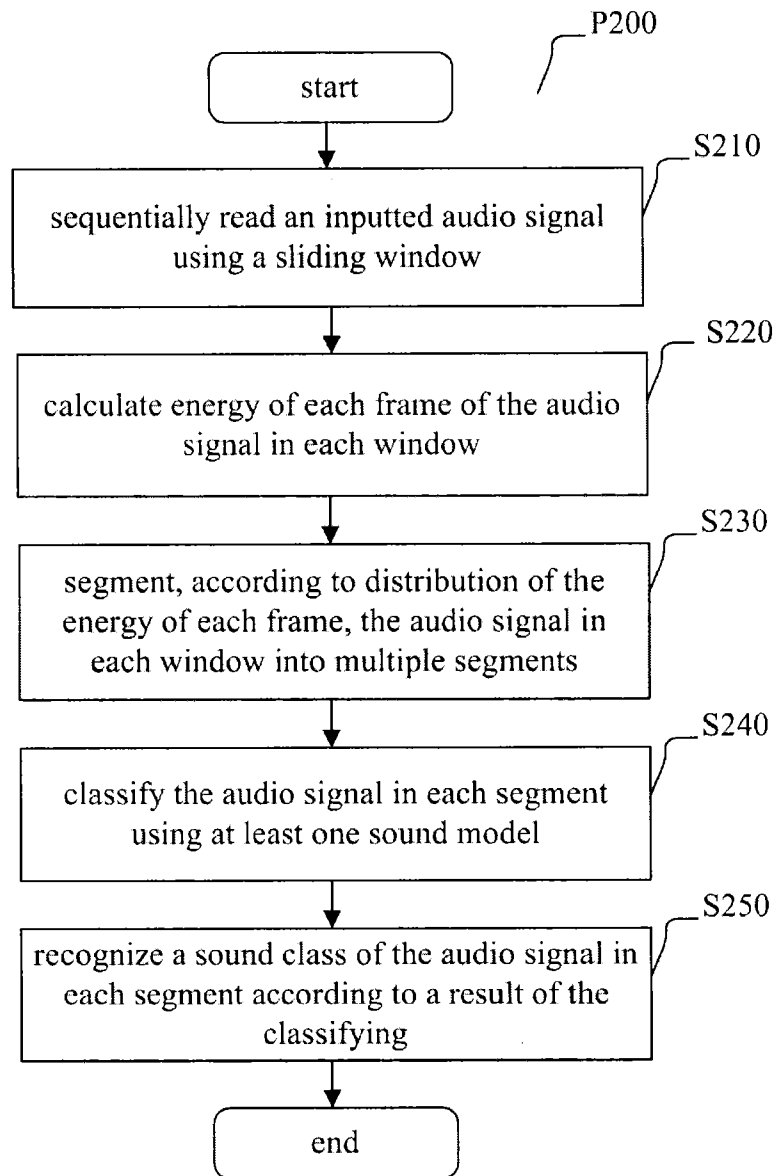 P200
start
S210
sequentially read an inputted audio signal
using a sliding window
S220
calculate energy of each frame of the audio
signal in each window
S230
segment, according to distribution of the
energy of each frame, the audio signal in
each window into multiple segments
S240
classify the audio signal in each segment
using at least one sound model
S250
recognize a sound class of the audio signal in
each segment according to a result of the
classifying
end